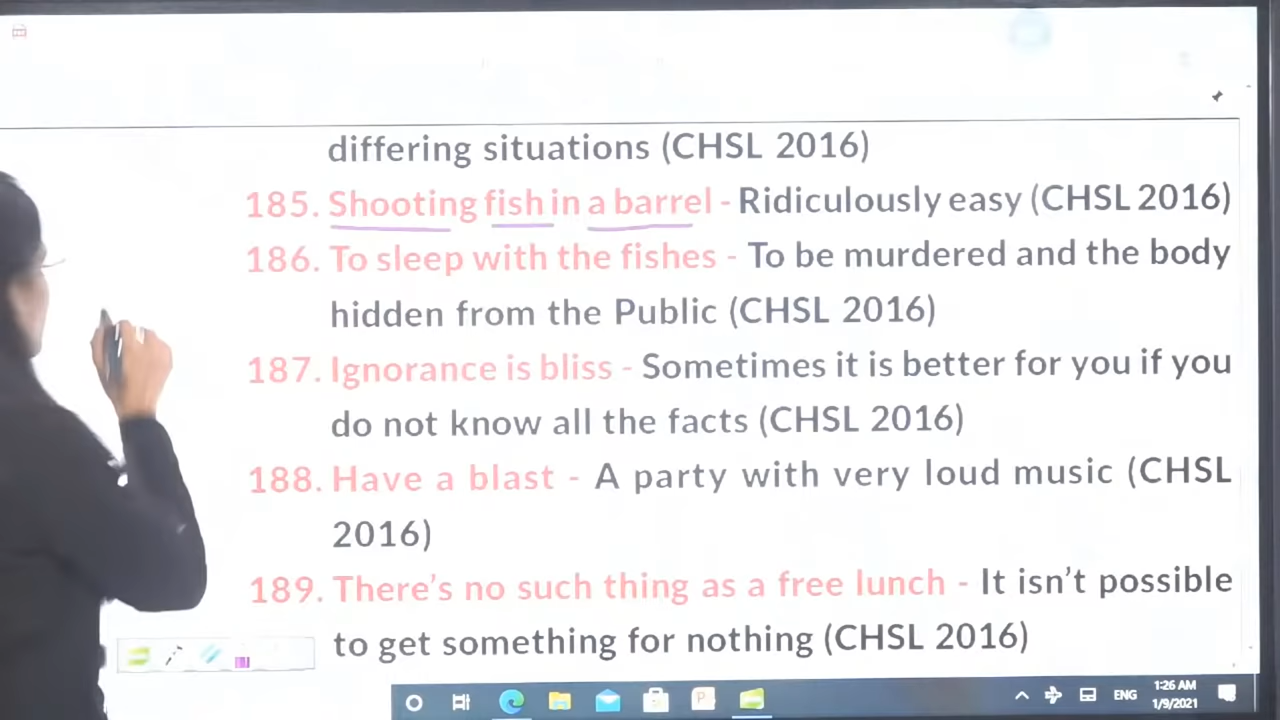 differing situations (CHSL 2016)
185. Shooting fish in a barrel - Ridiculously easy (CHSL 2016)
186. To sleep with the fishes - To be murdered and the body
hidden from the Public (CHSL 2016)
187. Ignorance is bliss - Sometimes it is better for you if you
do not know all the facts (CHSL 2016)
188. Have a blast - A party with very loud music (CHSL
2016)
189. There's no such thing as a free lunch - It isn't possible
to get something for nothing (CHSL 2016)
ENG
1:26 AM
1/9/2021